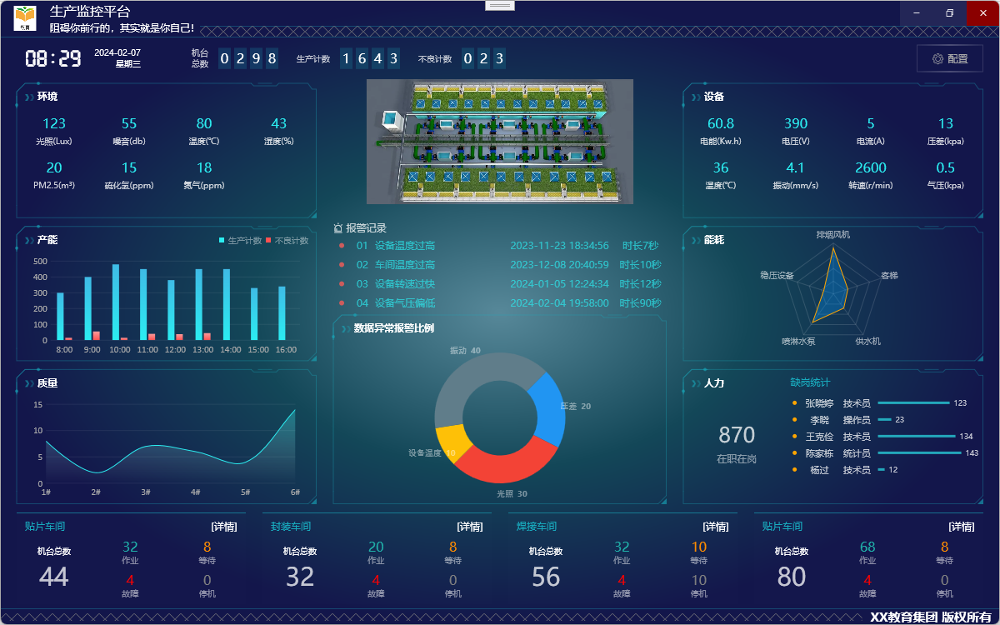 生产监控平台
阻碍你前行的，其实就是你自己！
教育
08:29
2024-02-07
星期三
机台总数 0 2 9 8
生产计数 1 6 4 3
不良计数 0 2 3
配置
环境
123 55 80 43
光照(Lux) 噪音(db) 温度(℃) 湿度(%)
20 15 18
PM2.5(m³) 硫化氢(ppm) 氮气(ppm)
设备
60.8 390 5 13
电能(Kw.h) 电压(V) 电流(A) 压差(kpa)
36 4.1 2600 0.5
温度(℃) 振动(mm/s) 转速(r/min) 气压(kpa)
产能
生产计数 不良计数
500
400
300
200
100
0
8:00 9:00 10:00 11:00 12:00 13:00 14:00 15:00 16:00
报警记录
01 设备温度过高 2023-11-23 18:34:56 时长7秒
02 车间温度过高 2023-12-08 20:40:59 时长10秒
03 设备转速过快 2024-01-05 12:24:34 时长12秒
04 设备气压偏低 2024-02-04 19:58:00 时长90秒
能耗
排烟风机
稳压设备 客梯
喷淋水泵 供水机
质量
15
10
5
0
1# 2# 3# 4# 5# 6#
数据异常报警比例
振动 40
压差 20
设备温度 10
光照 30
人力
缺岗统计
870
在职在岗
张晓婷 技术员 123
李晓 操作员 23
王克俭 技术员 134
陈家栋 统计员 143
杨过 技术员 12
贴片车间 [详情]
机台总数 32 8
作业 等待
44 4 0
故障 停机
封装车间 [详情]
机台总数 20 8
作业 等待
32 4 0
故障 停机
焊接车间 [详情]
机台总数 32 10
作业 等待
56 4 10
故障 停机
贴片车间 [详情]
机台总数 68 8
作业 等待
80 4 0
故障 停机
XX教育集团 版权所有